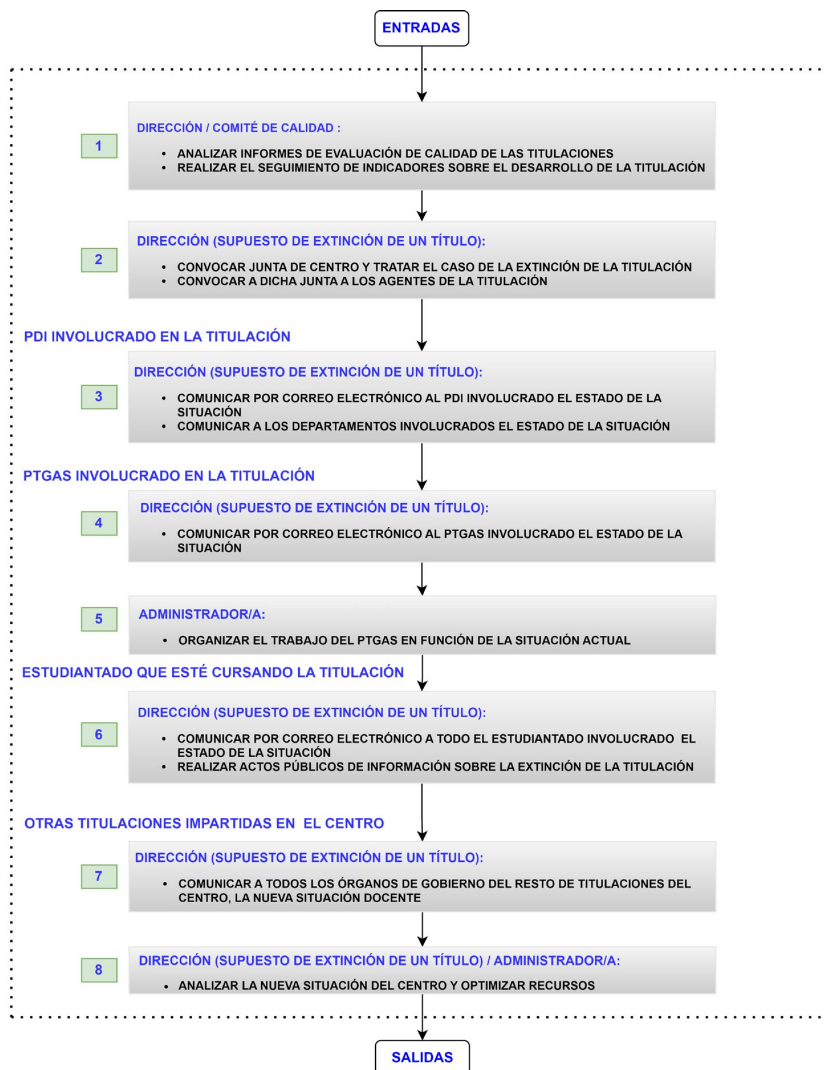 ENTRADAS
1
DIRECCIÓN / COMITÉ DE CALIDAD :
• ANALIZAR INFORMES DE EVALUACIÓN DE CALIDAD DE LAS TITULACIONES
• REALIZAR EL SEGUIMIENTO DE INDICADORES SOBRE EL DESARROLLO DE LA TITULACIÓN
2
DIRECCIÓN (SUPUESTO DE EXTINCIÓN DE UN TÍTULO):
• CONVOCAR JUNTA DE CENTRO Y TRATAR EL CASO DE LA EXTINCIÓN DE LA TITULACIÓN
• CONVOCAR A DICHA JUNTA A LOS AGENTES DE LA TITULACIÓN
PDI INVOLUCRADO EN LA TITULACIÓN
3
DIRECCIÓN (SUPUESTO DE EXTINCIÓN DE UN TÍTULO):
• COMUNICAR POR CORREO ELECTRÓNICO AL PDI INVOLUCRADO EL ESTADO DE LA
SITUACIÓN
• COMUNICAR A LOS DEPARTAMENTOS INVOLUCRADOS EL ESTADO DE LA SITUACIÓN
PTGAS INVOLUCRADO EN LA TITULACIÓN
4
DIRECCIÓN (SUPUESTO DE EXTINCIÓN DE UN TÍTULO):
• COMUNICAR POR CORREO ELECTRÓNICO AL PTGAS INVOLUCRADO EL ESTADO DE LA
SITUACIÓN
5
ADMINISTRADOR/A:
• ORGANIZAR EL TRABAJO DEL PTGAS EN FUNCIÓN DE LA SITUACIÓN ACTUAL
ESTUDIANTADO QUE ESTÉ CURSANDO LA TITULACIÓN
6
DIRECCIÓN (SUPUESTO DE EXTINCIÓN DE UN TÍTULO):
• COMUNICAR POR CORREO ELECTRÓNICO A TODO EL ESTUDIANTADO INVOLUCRADO EL
ESTADO DE LA SITUACIÓN
• REALIZAR ACTOS PÚBLICOS DE INFORMACIÓN SOBRE LA EXTINCIÓN DE LA TITULACIÓN
OTRAS TITULACIONES IMPARTIDAS EN EL CENTRO
7
DIRECCIÓN (SUPUESTO DE EXTINCIÓN DE UN TÍTULO):
• COMUNICAR A TODOS LOS ÓRGANOS DE GOBIERNO DEL RESTO DE TITULACIONES DEL
CENTRO, LA NUEVA SITUACIÓN DOCENTE
8
DIRECCIÓN (SUPUESTO DE EXTINCIÓN DE UN TÍTULO) / ADMINISTRADOR/A:
• ANALIZAR LA NUEVA SITUACIÓN DEL CENTRO Y OPTIMIZAR RECURSOS
SALIDAS